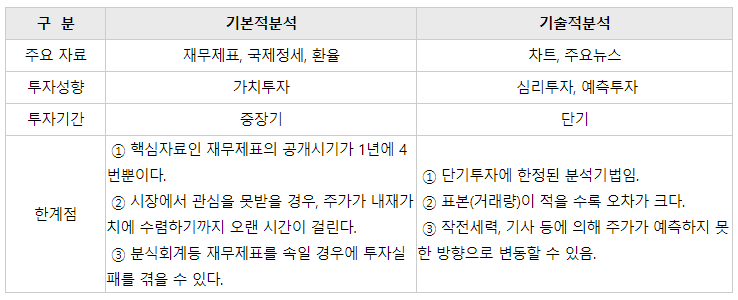 구 분 기본적분석 기술적분석
주요 자료 재무제표, 국제정세, 환율 차트, 주요뉴스
투자성향 가치투자 심리투자, 예측투자
투자기간 중장기 단기
한계점
① 핵심자료인 재무제표의 공개시기가 1년에 4
번뿐이다.
② 시장에서 관심을 못받을 경우, 주가가 내재가
치에 수렴하기까지 오랜 시간이 걸린다.
③ 분식회계등 재무제표를 속일 경우에 투자실
패를 겪을 수 있다.
① 단기투자에 한정된 분석기법임.
② 표본(거래량)이 적을 수록 오차가 크다.
③ 작전세력, 기사 등에 의해 주가가 예측하지 못
한 방향으로 변동할 수 있음.